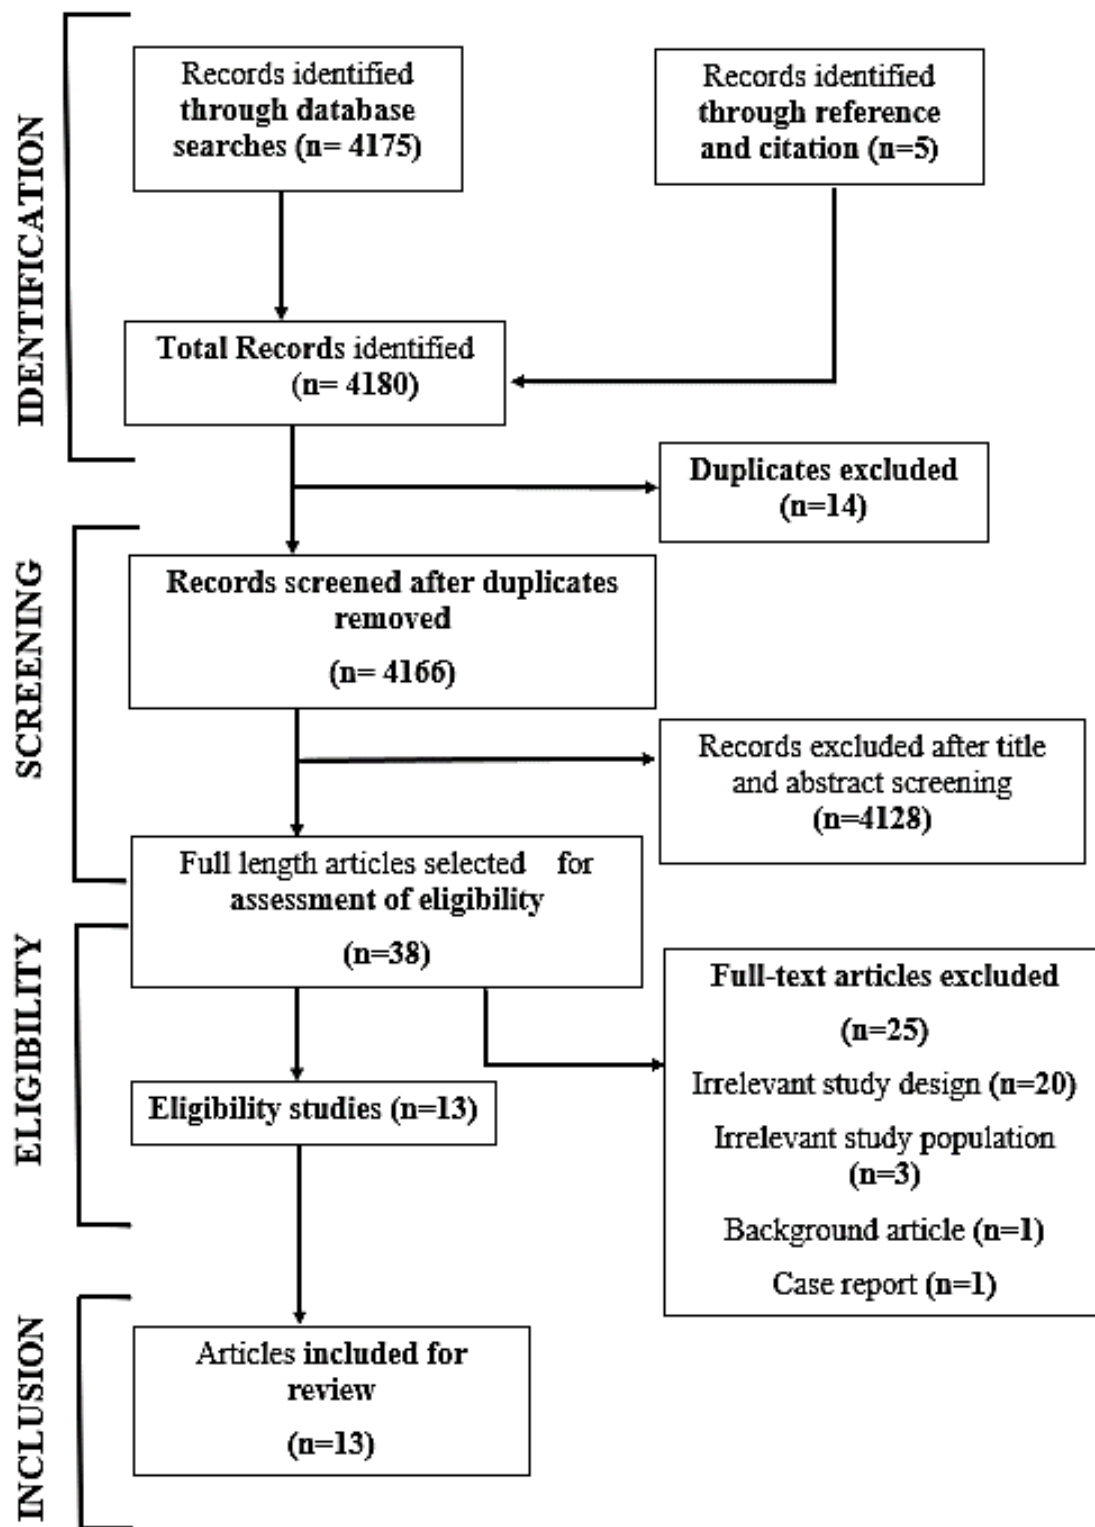 IDENTIFICATION
Records identified
through database
searches (n= 4175)
Records identified
through reference
and citation (n=5)
Total Records identified
(n= 4180)
Duplicates excluded
(n=14)
SCREENING
Records screened after duplicates
removed
(n= 4166)
Records excluded after title
and abstract screening
(n=4128)
Full length articles selected for
assessment of eligibility
(n=38)
ELIGIBILITY
Full-text articles excluded
(n=25)
Irrelevant study design (n=20)
Irrelevant study population
(n=3)
Background article (n=1)
Case report (n=1)
Eligibility studies (n=13)
INCLUSION
Articles included for
review
(n=13)